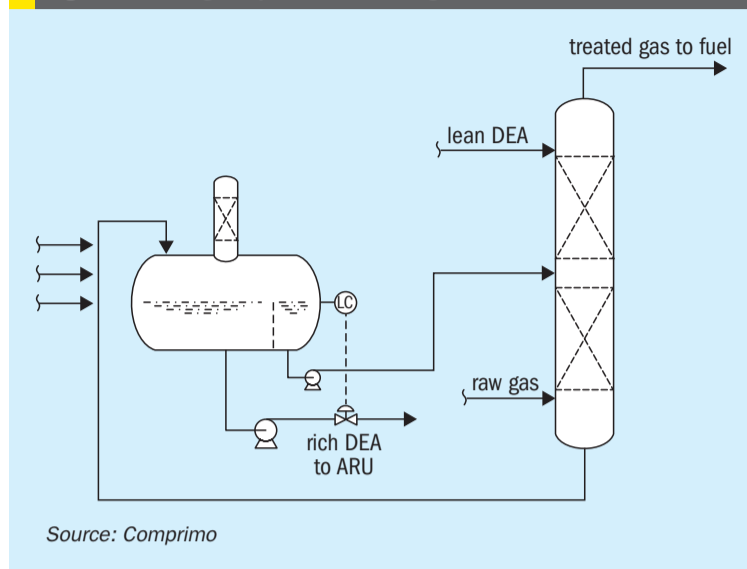 treated gas to fuel
lean DEA
LC
raw gas
rich DEA
to ARU
Source: Comprimo